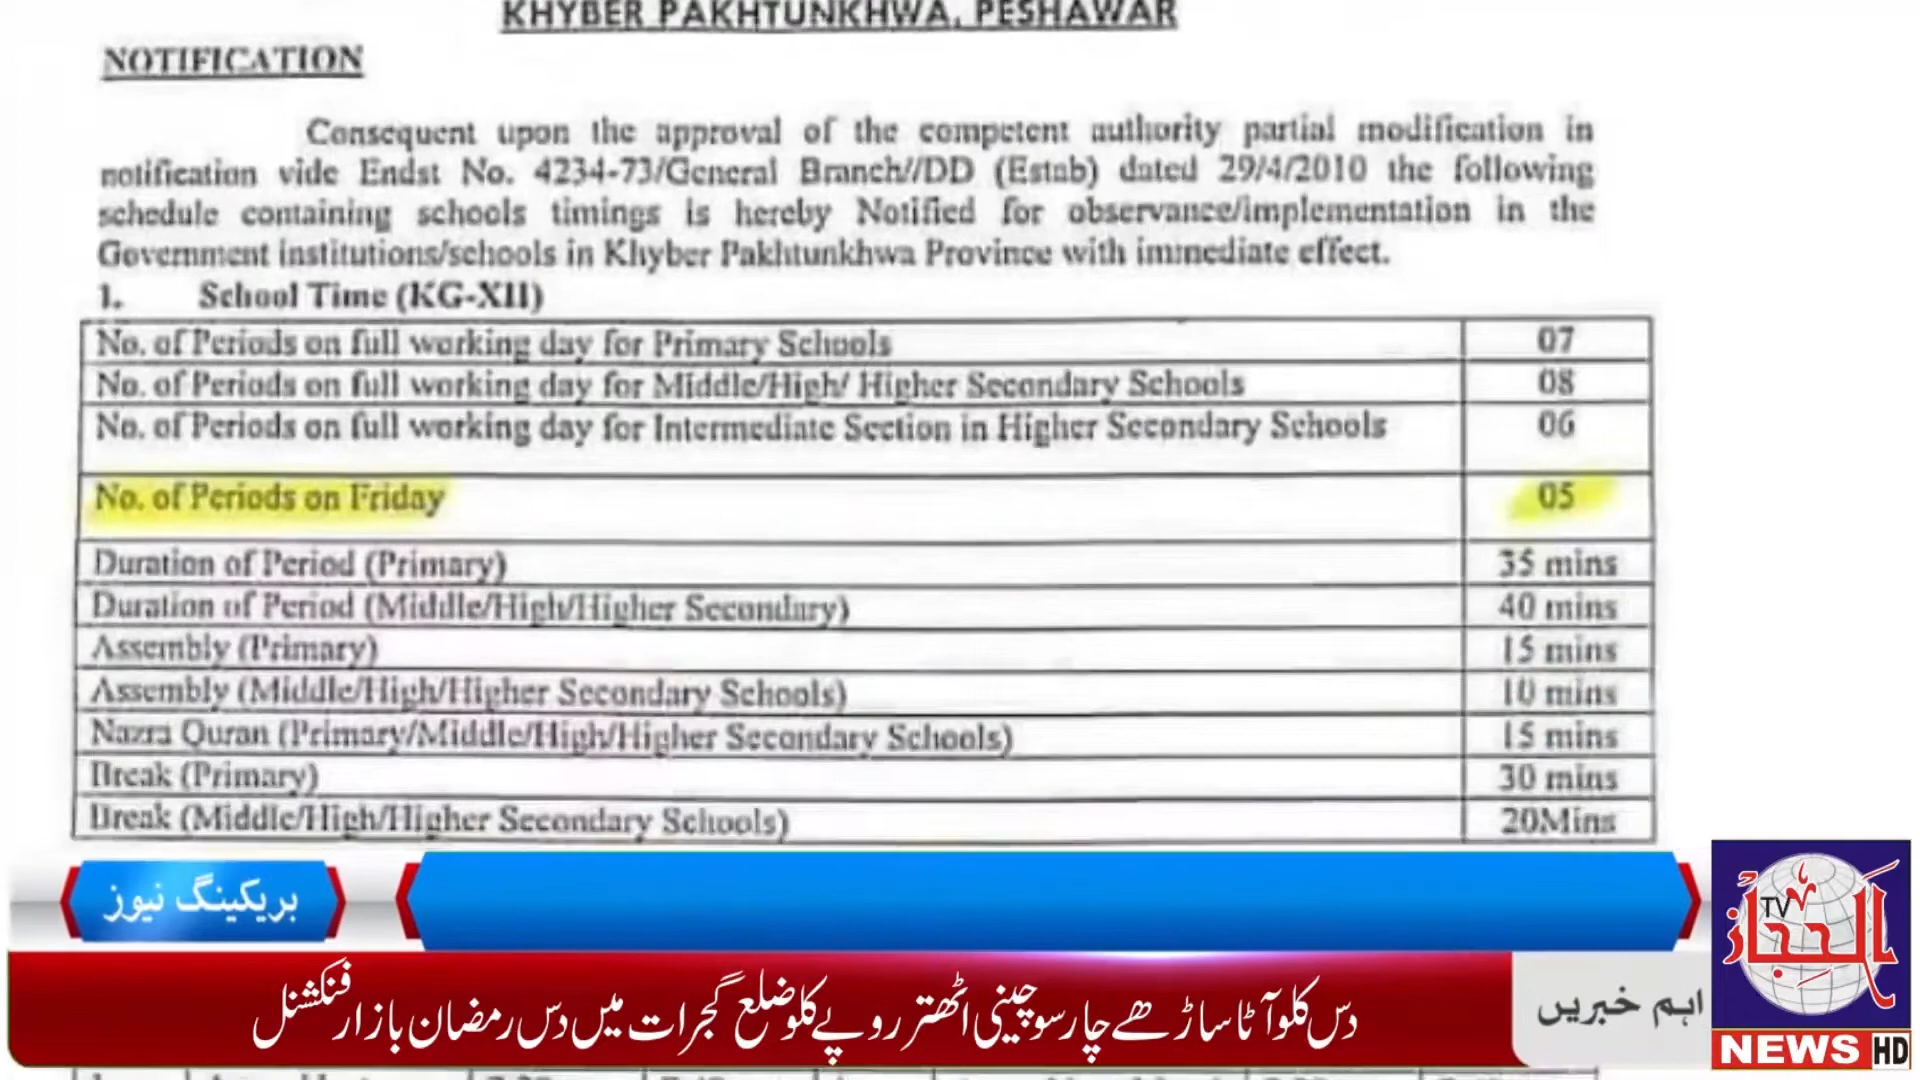 KHYBER PAKHTUNKHWA, PESHAWAR
NOTIFICATION
Consequent upon the approval of the competent authority partial modification in
notification vide Endst No. 4234-73/General Branch//DD (Estab) dated 29/4/2010 the following
schedule containing schools timings is hereby Notified for observance/implementation in the
Government institutions/schools in Khyber Pakhtunkhwa Province with immediate effect.
1. School Time (KG-XII)
No. of Periods on full working day for Primary Schools 07
No. of Periods on full working day for Middle/High/ Higher Secondary Schools 08
No. of Periods on full working day for Intermediate Section in Higher Secondary Schools 06
No. of Periods on Friday 05
Duration of Period (Primary) 35 mins
Duration of Period (Middle/High/Higher Secondary) 40 mins
Assembly (Primary) 15 mins
Assembly (Middle/High/Higher Secondary Schools) 10 mins
Nazra Quran (Primary/Middle/High/Higher Secondary Schools) 15 mins
Break (Primary) 30 mins
Break (Middle/High/Higher Secondary Schools) 20Mins
بریکینگ نیوز
الحجاز TV
اہم خبریں
دس کلو آٹا ساڑھے چار سو چینی اٹھتر روپے کلو ضلع گجرات میں دس رمضان بازار فنکشنل
NEWS HD